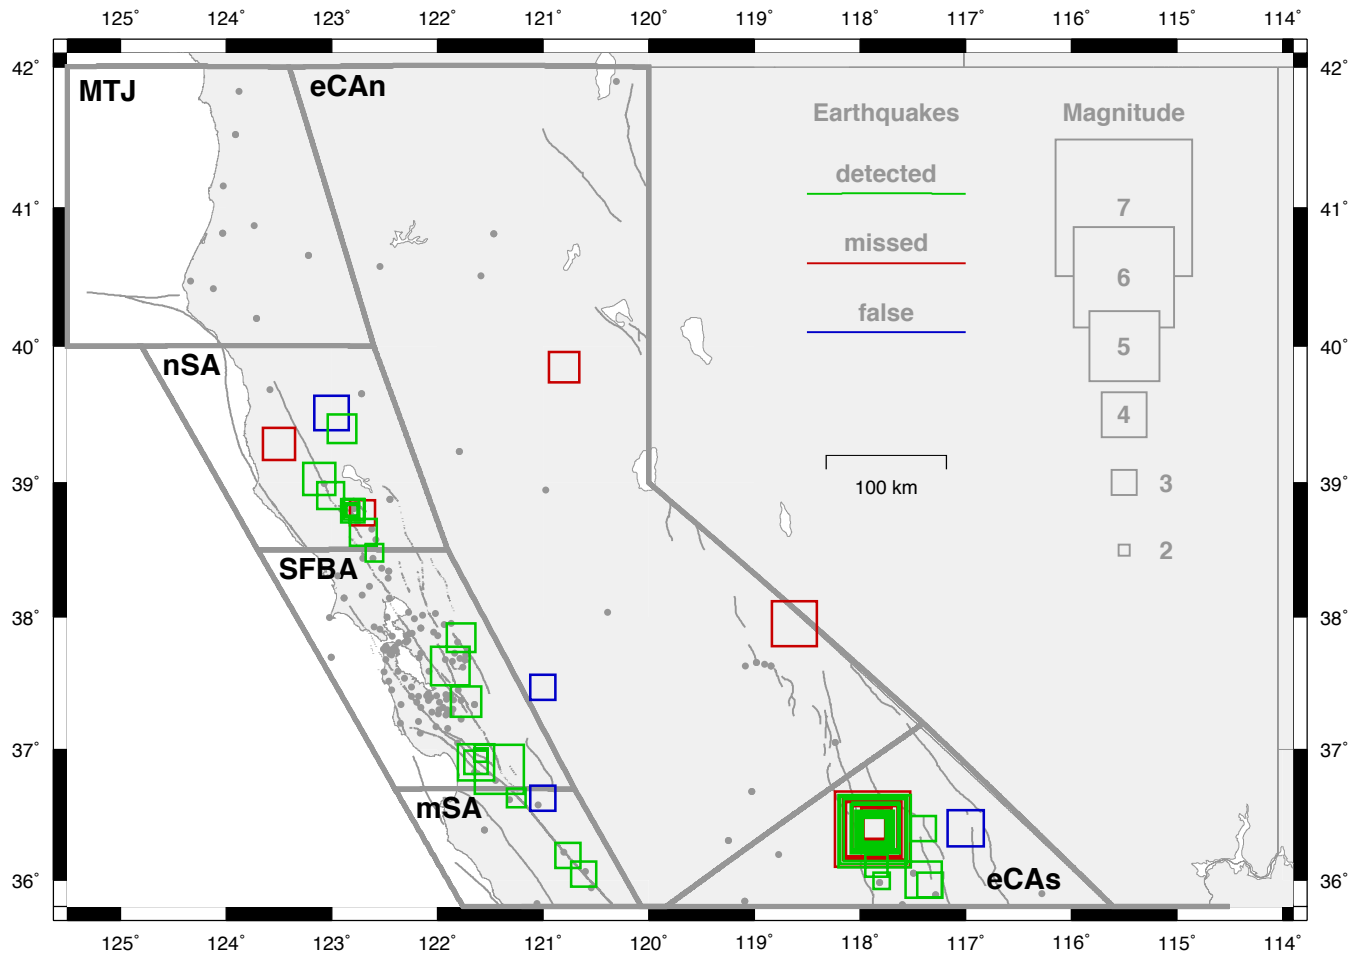 125° 124° 123° 122° 121° 120° 119° 118° 117° 116° 115° 114°
42° 42°
MTJ eCAn
Earthquakes Magnitude
detected
41° 7 41°
missed
6
false
5
40° 40°
nSA
4
39° 3 39°
100 km
2
SFBA
38° 38°
37° 37°
mSA
36° eCAs 36°
125° 124° 123° 122° 121° 120° 119° 118° 117° 116° 115° 114°